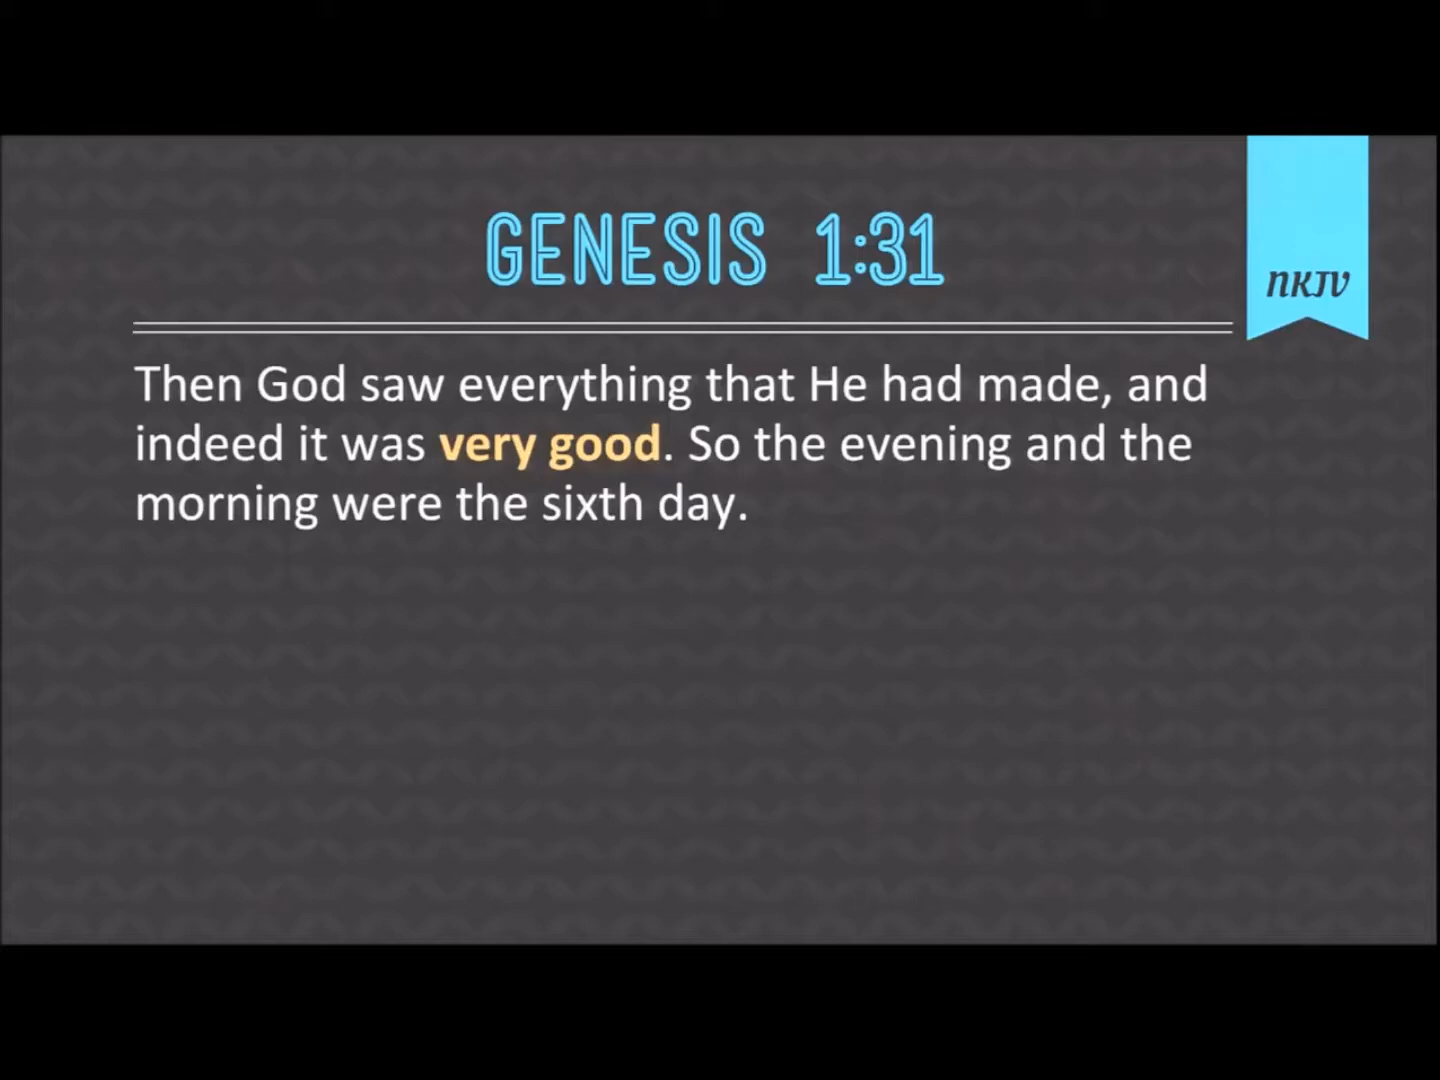 GENESIS 1:31
NKJV
Then God saw everything that He had made, and
indeed it was very good. So the evening and the
morning were the sixth day.